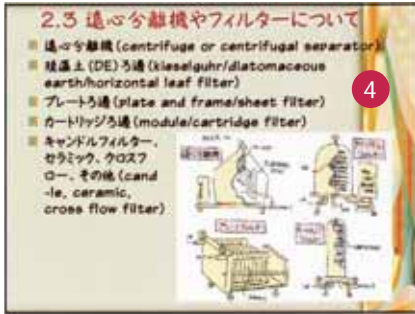 2.3 遠心分離機やフィルターについて
遠心分離機(centrifuge or centrifugal separator)
珪藻土(DE)ろ過(kieselguhr/diatomaceous
earth/horizontal leaf filter)
プレートろ過(plate and frame/sheet filter)
カートリッジろ過(module/cartridge filter)
キャンドルフィルター、
セラミック、クロスフ
ロー、その他(cand
-le, ceramic,
cross flow filter)
4